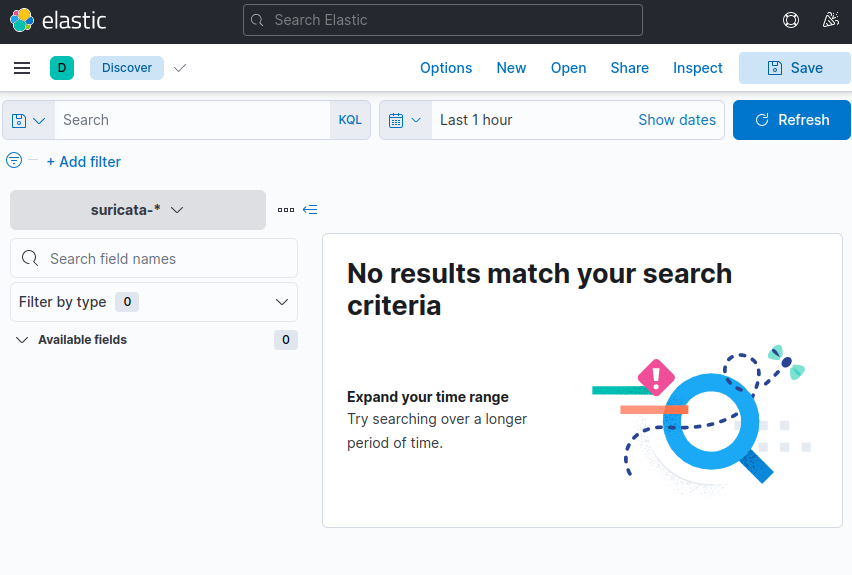 elastic
Search Elastic
D
Discover
Options
New
Open
Share
Inspect
Save
Search
KQL
Last 1 hour
Show dates
Refresh
+ Add filter
suricata-*
Search field names
Filter by type 0
Available fields
0
No results match your search
criteria
Expand your time range
Try searching over a longer
period of time.